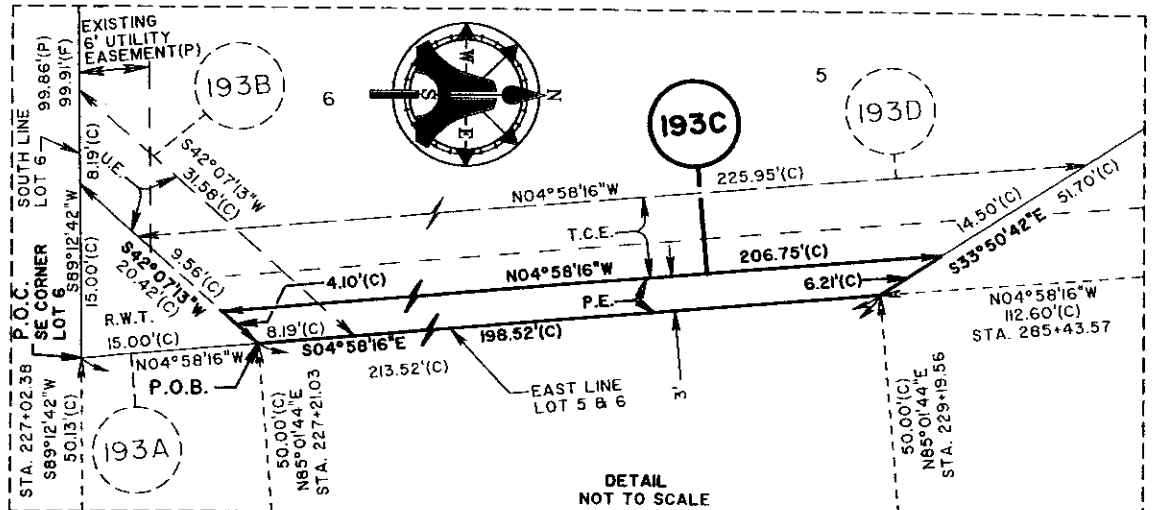 EXISTING
6' UTILITY
EASEMENT(P)
193B
6
W
S
N
E
5
193C
193D
SOUTH LINE
LOT 6
99.86'(P)
99.91'(F)
8.19'(C)
U.E.
S42°07'13"W
31.58'(C)
N04°58'16"W
225.95'(C)
14.50'(C)
51.70'(C)
S33°50'42"E
T.C.E.
S89°12'42"W
15.00'(C)
S42°07'13"W
20.42'(C)
9.56'(C)
4.10'(C)
N04°58'16"W
206.75'(C)
6.21'(C)
P.E.
P.O.C.
SE CORNER
LOT 6
R.W.T.
15.00'(C)
N04°58'16"W
8.19'(C)
S04°58'16"E
198.52'(C)
213.52'(C)
N04°58'16"W
112.60'(C)
STA. 285+43.57
P.O.B.
EAST LINE
LOT 5 & 6
3'
STA. 227+02.38
S89°12'42"W
50.13'(C)
193A
50.00'(C)
N85°01'44"E
STA. 227+21.03
50.00'(C)
N85°01'44"E
STA. 229+19.56
DETAIL
NOT TO SCALE